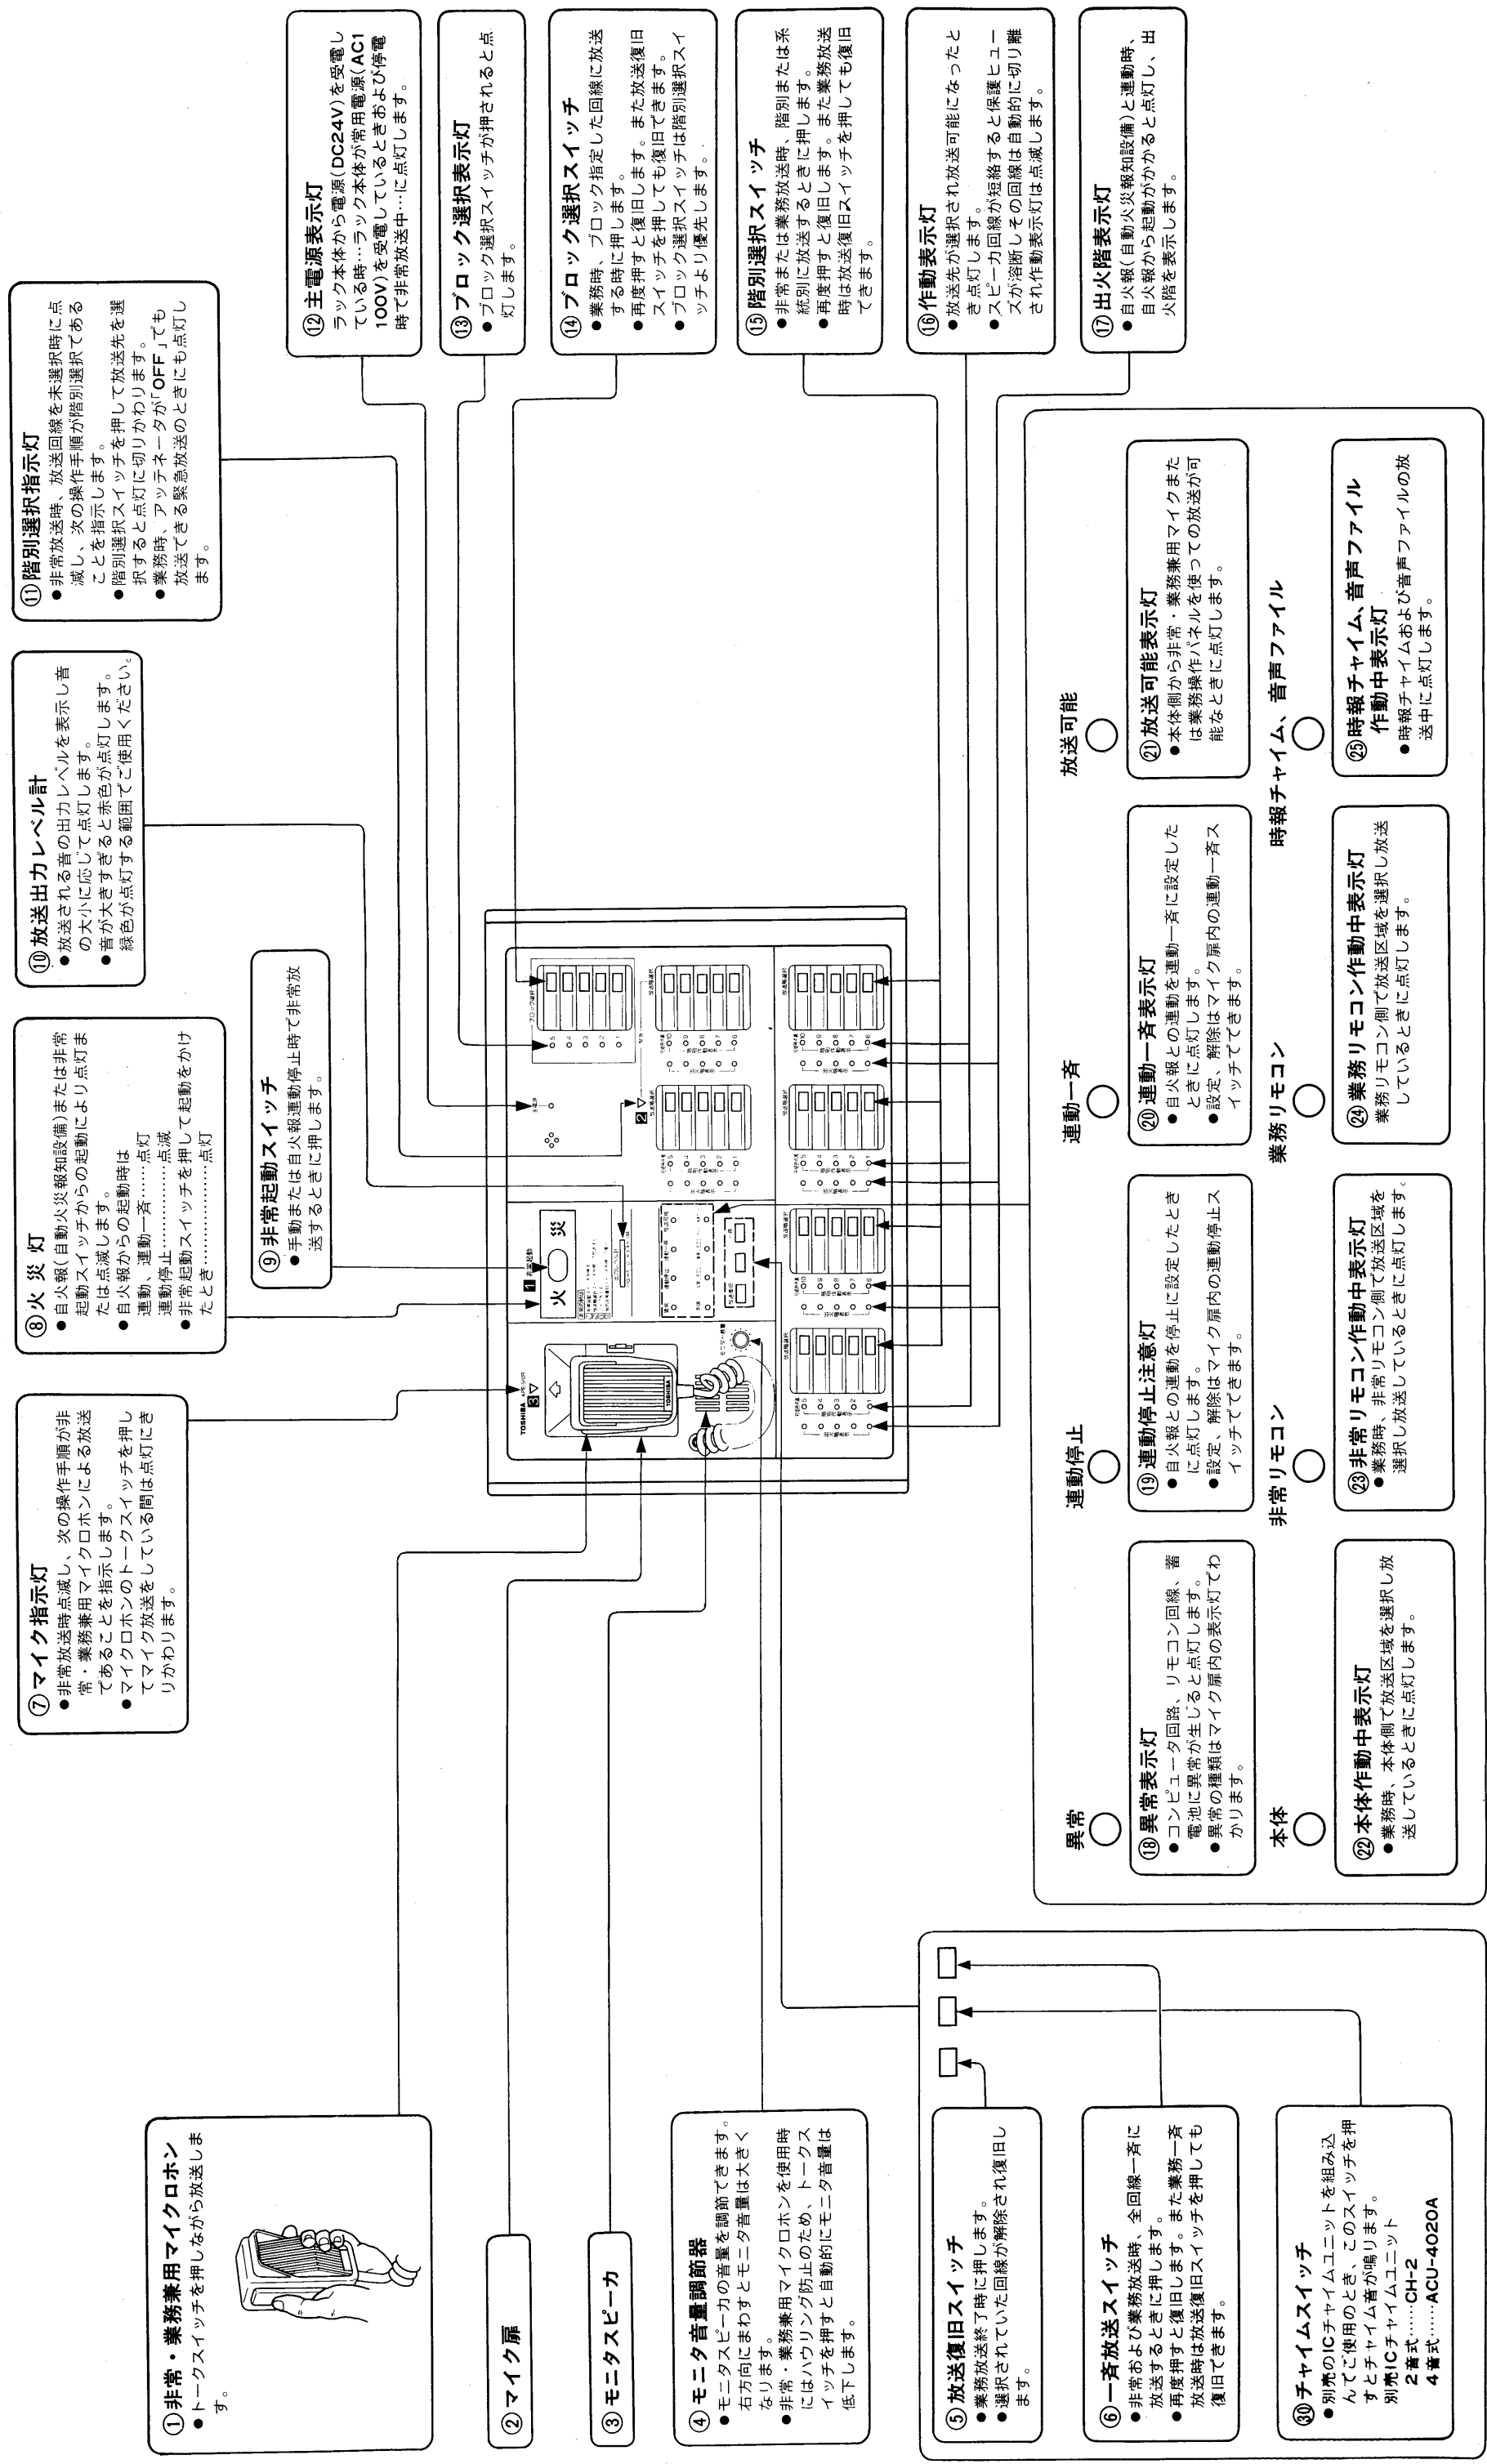 ①非常・業務兼用マイクロホン
●トークスイッチを押しながら放送しま
す。
②マイク扉
③モニタスピーカ
④モニタ音量調節器
●モニタスピーカの音量を調節できます。
右方向にまわすとモニタ音量は大きく
なります。
●非常・業務兼用マイクロホンを使用時
にはハウリング防止のため、トークス
イッチを押すと自動的にモニタ音量は
低下します。
⑤放送復旧スイッチ
●業務放送終了時に押します。
●選択されていた回線が解除され復旧し
ます。
⑥一斉放送スイッチ
●非常および業務放送時、全回線一斉に
放送するときに押します。
●再度押すと復旧します。また業務一斉
放送時は放送復旧スイッチを押しても
復旧できます。
㉚チャイムスイッチ
●別売のICチャイムユニットを組み込
んでご使用のとき、このスイッチを押
すとチャイム音が鳴ります。
別売ICチャイムユニット
2音式……CH-2
4音式……ACU-4020A
⑦マイク指示灯
●非常放送時点滅し、次の操作手順が非
常・業務兼用マイクロホンによる放送
であることを指示します。
●マイクロホンのトークスイッチを押し
てマイク放送をしている間は点灯にき
りかわります。
⑧火災灯
●自火報(自動火災報知設備)または非常
起動スイッチからの起動により点灯ま
たは点滅します。
●自火報からの起動時は
連動、連動一斉……点灯
連動停止………………点滅
●非常起動スイッチを押して起動をかけ
たとき…………………点灯
⑨非常起動スイッチ
●手動または自火報連動停止時で非常放
送するときに押します。
⑩放送出力レベル計
●放送される音の出力レベルを表示し音
の大小に応じて点灯します。
●音が大きすぎると赤色が点灯します。
緑色が点灯する範囲でご使用ください。
⑪階別選択指示灯
●非常放送時、放送回線を未選択時に点
滅し、次の操作手順が階別選択である
ことを指示します。
●階別選択スイッチを押して放送先を選
択すると点灯に切りかわります。
●業務時、アッテネータが「OFF」でも
放送できる緊急放送のときにも点灯し
ます。
⑫主電源表示灯
ラック本体から電源(DC24V)を受電し
ている時…ラック本体が常用電源(AC1
100V)を受電しているときおよび停電
時で非常放送中…に点灯します。
⑬ブロック選択表示灯
●ブロック選択スイッチが押されると点
灯します。
⑭ブロック選択スイッチ
●業務時、ブロック指定した回線に放送
する時に押します。
●再度押すと復旧します。また放送復旧
スイッチを押しても復旧できます。
●ブロック選択スイッチは階別選択スイ
ッチより優先します。
⑮階別選択スイッチ
●非常または業務放送時、階別または系
統別に放送するときに押します。
●再度押すと復旧します。また業務放送
時は放送復旧スイッチを押しても復旧
できます。
⑯作動表示灯
●放送先が選択され放送可能になったと
き点灯します。
●スピーカ回線が短絡すると保護ヒュー
ズが溶断しその回線は自動的に切り離
され作動表示灯は点滅します。
⑰出火階表示灯
●自火報(自動火災報知設備)と連動時、
自火報から起動がかかると点灯し、出
火階を表示します。
TOSHIBA
3
1 非常起動
火 災
2
ブロック選択
TOSHIBA
異常
⑱異常表示灯
●コンピュータ回路、リモコン回線、蓄
電池に異常が生じると点灯します。
●異常の種類はマイク扉内の表示灯でわ
かります。
連動停止
⑲連動停止注意灯
●自火報との連動を停止に設定したとき
に点灯します。
●設定、解除はマイク扉内の連動停止ス
イッチでできます。
連動一斉
⑳連動一斉表示灯
●自火報との連動を連動一斉に設定した
ときに点灯します。
●設定、解除はマイク扉内の連動一斉ス
イッチでできます。
放送可能
㉑放送可能表示灯
●本体側から非常・業務兼用マイクまた
は業務操作パネルを使っての放送が可
能なときに点灯します。
本体
㉒本体作動中表示灯
●業務時、本体側で放送区域を選択し放
送しているときに点灯します。
非常リモコン
㉓非常リモコン作動中表示灯
●業務時、非常リモコン側で放送区域を
選択し放送しているときに点灯します。
業務リモコン
㉔業務リモコン作動中表示灯
業務リモコン側で放送区域を選択し放送
しているときに点灯します。
時報チャイム、音声ファイル
㉕時報チャイム、音声ファイル
作動中表示灯
●時報チャイムおよび音声ファイルの放
送中に点灯します。